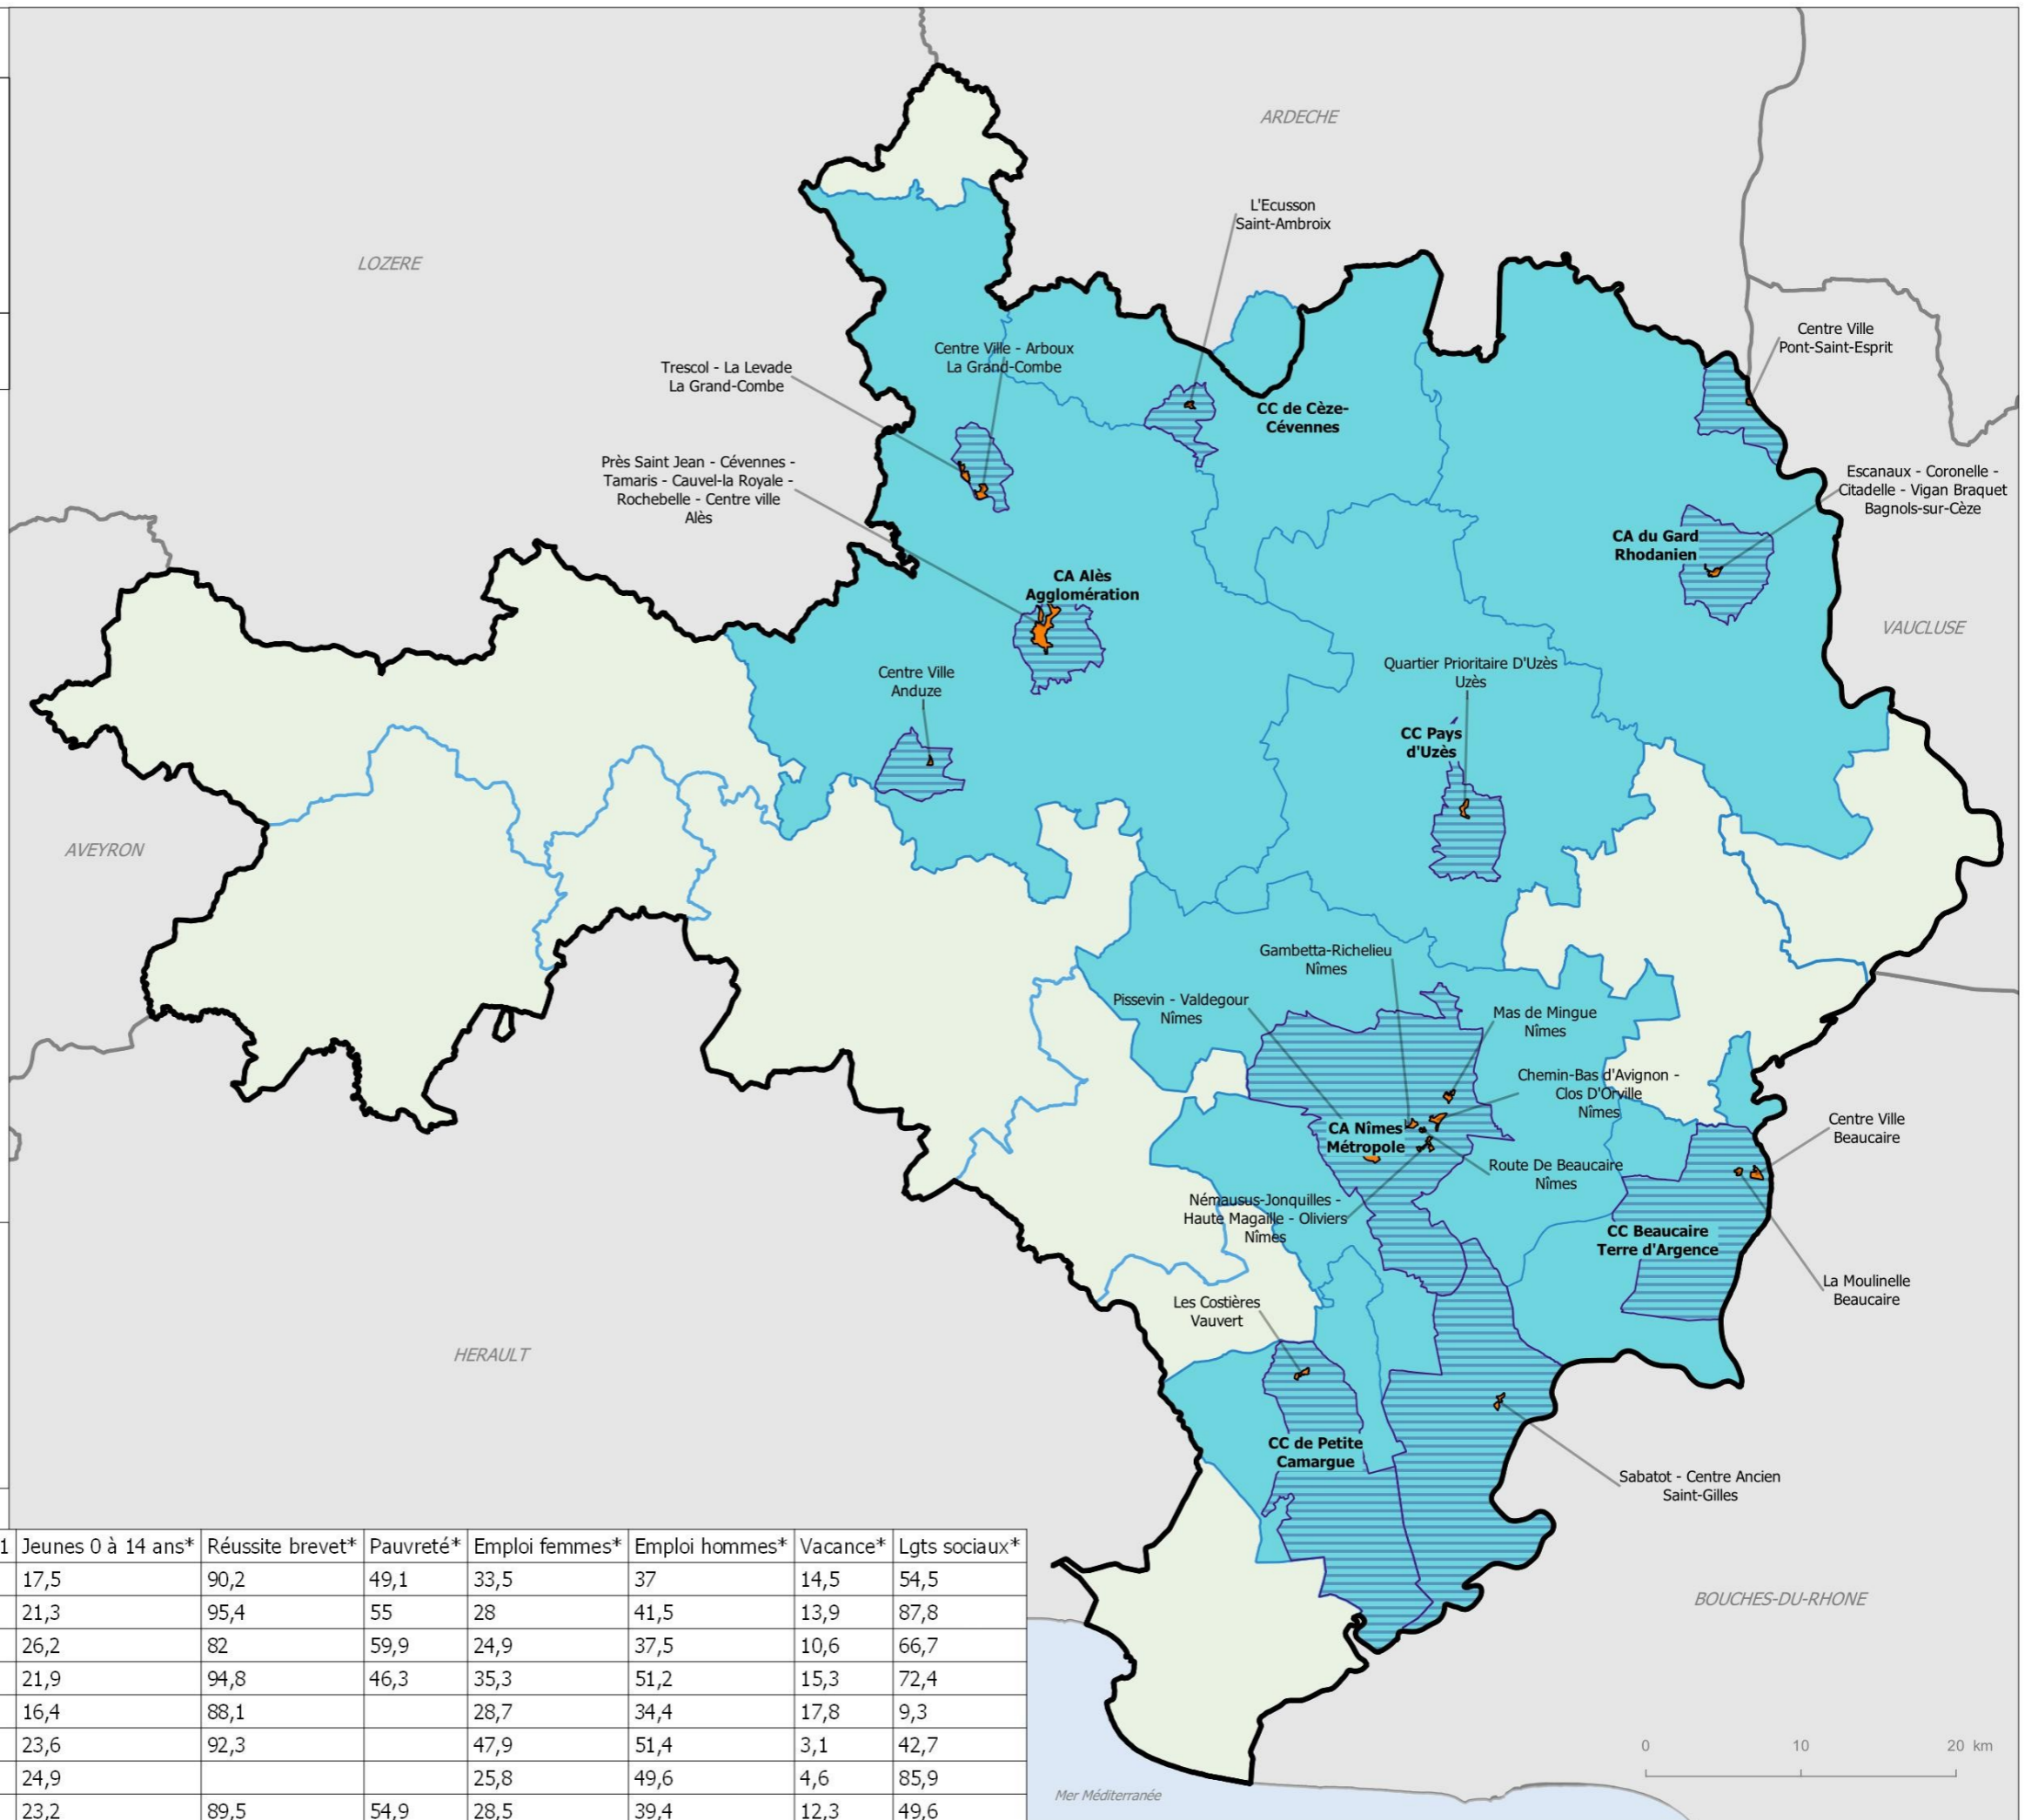 ARDECHE
L'Ecusson
Saint-Ambroix
LOZERE
Centre Ville
Pont-Saint-Esprit
Centre Ville - Arboux
La Grand-Combe
Trescol - La Levade
La Grand-Combe
CC de Cèze-
Cévennes
Près Saint Jean - Cévennes -
Tamaris - Cauvel-la Royale -
Rochebelle - Centre ville
Alès
Escanaux - Coronelle -
Citadelle - Vigan Braquet
Bagnols-sur-Cèze
CA du Gard
Rhodanien
CA Alès
Agglomération
VAUCLUSE
Quartier Prioritaire D'Uzès
Uzès
Centre Ville
Anduze
CC Pays
d'Uzès
AVEYRON
Gambetta-Richelieu
Nîmes
Pissevin - Valdegour
Nîmes
Mas de Mingue
Nîmes
Chemin-Bas d'Avignon -
Clos D'Orville
Nîmes
Centre Ville
Beaucaire
CA Nîmes
Métropole
Route De Beaucaire
Nîmes
Némausus-Jonquilles -
Haute Magaille - Oliviers
Nîmes
CC Beaucaire
Terre d'Argence
La Moulinelle
Beaucaire
Les Costières
Vauvert
HERAULT
CC de Petite
Camargue
Sabatot - Centre Ancien
Saint-Gilles
BOUCHES-DU-RHONE
0 10 20 km
Mer Méditerranée
1 Jeunes 0 à 14 ans* Réussite brevet* Pauvreté* Emploi femmes* Emploi hommes* Vacance* Lgts sociaux*
17,5 90,2 49,1 33,5 37 14,5 54,5
21,3 95,4 55 28 41,5 13,9 87,8
26,2 82 59,9 24,9 37,5 10,6 66,7
21,9 94,8 46,3 35,3 51,2 15,3 72,4
16,4 88,1 28,7 34,4 17,8 9,3
23,6 92,3 47,9 51,4 3,1 42,7
24,9 25,8 49,6 4,6 85,9
23,2 89,5 54,9 28,5 39,4 12,3 49,6